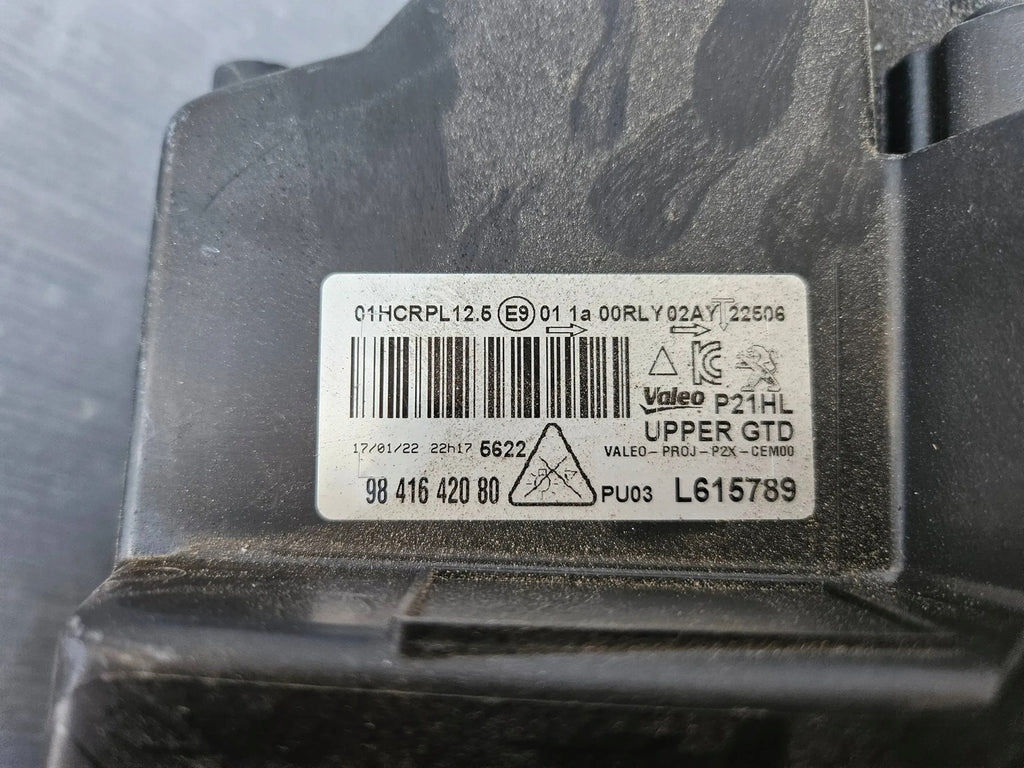 01HCRPL12.5 E9 01 1a 00RLY 02AY 22506
KC
Valeo P21HL
UPPER GTD
17/01/22 22h17 5622 VALEO-PROJ-P2X-CEM00
98 416 420 80 PU03 L615789